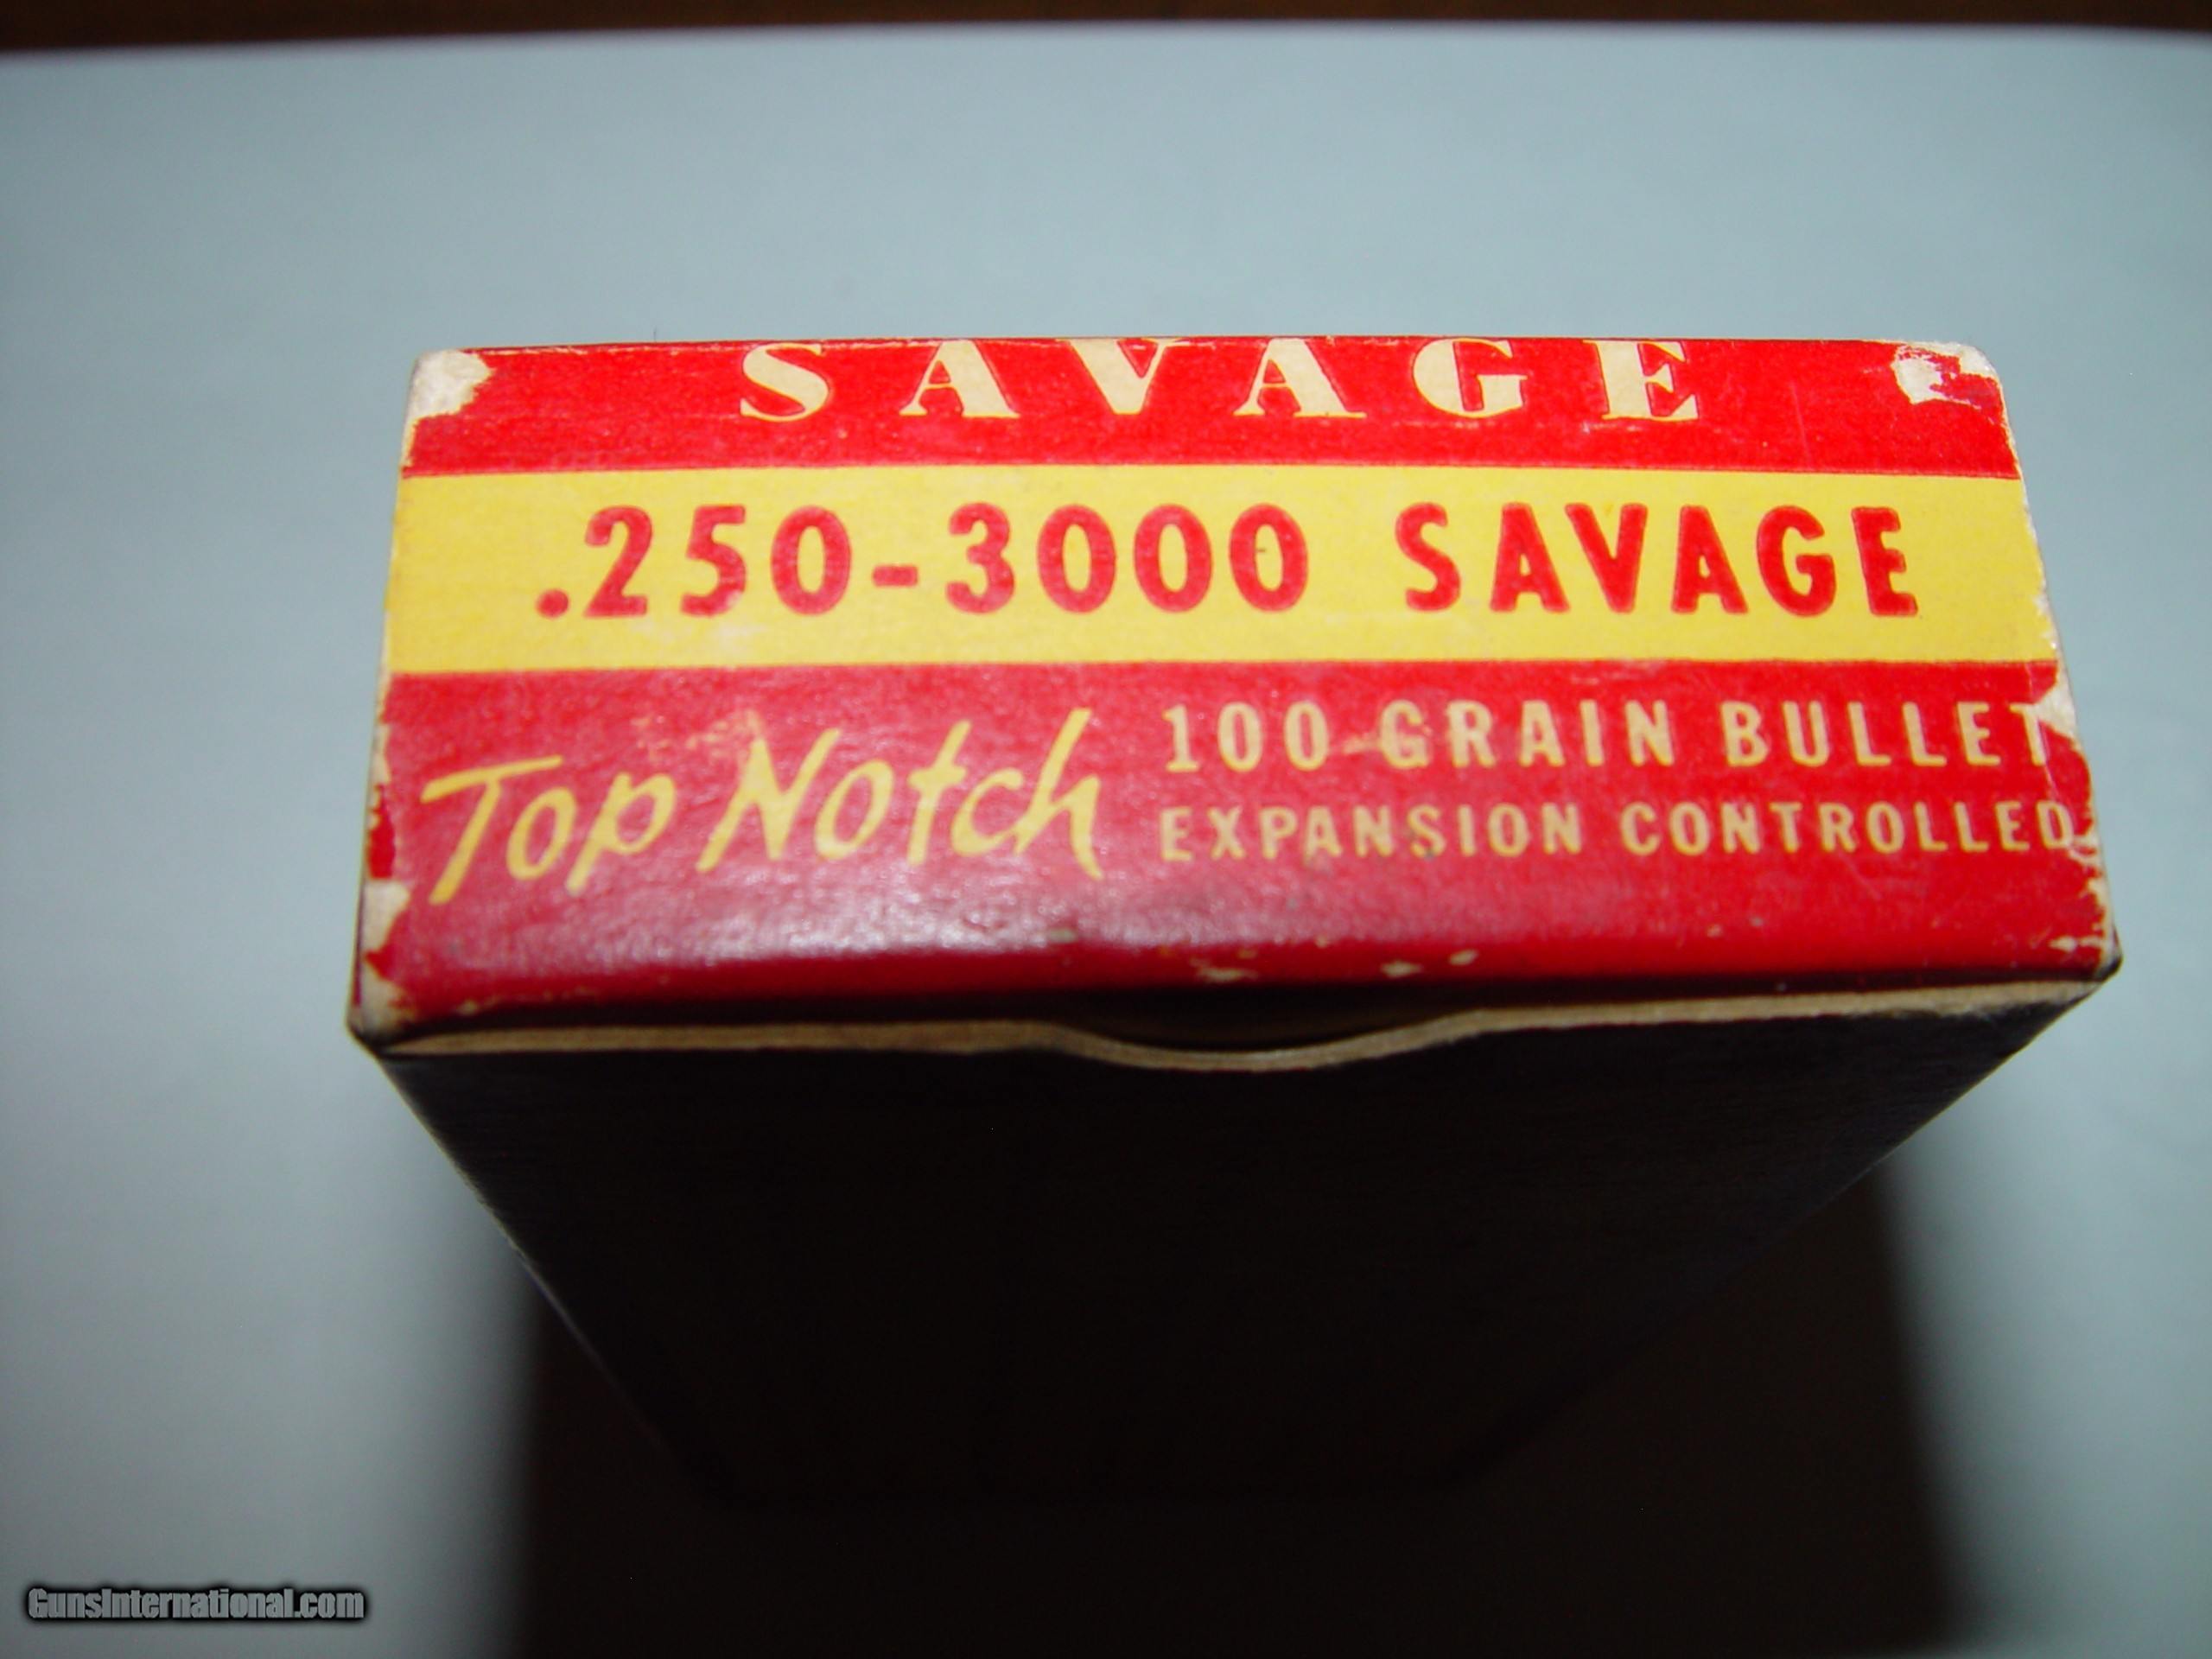 SAVAGE
.250-3000 SAVAGE
Top Notch
100 GRAIN BULLET
EXPANSION CONTROLLED
GunsInternational.com